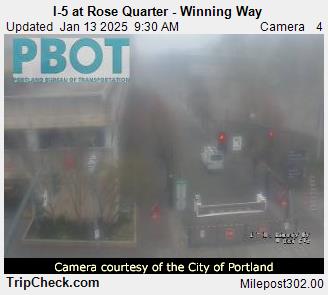 I-5 at Rose Quarter - Winning Way
Updated Jan 13 2025 9:30 AM Camera 4
PBOT
PORTLAND BUREAU OF TRANSPORTATION
Camera courtesy of the City of Portland
TripCheck.com Milepost302.00